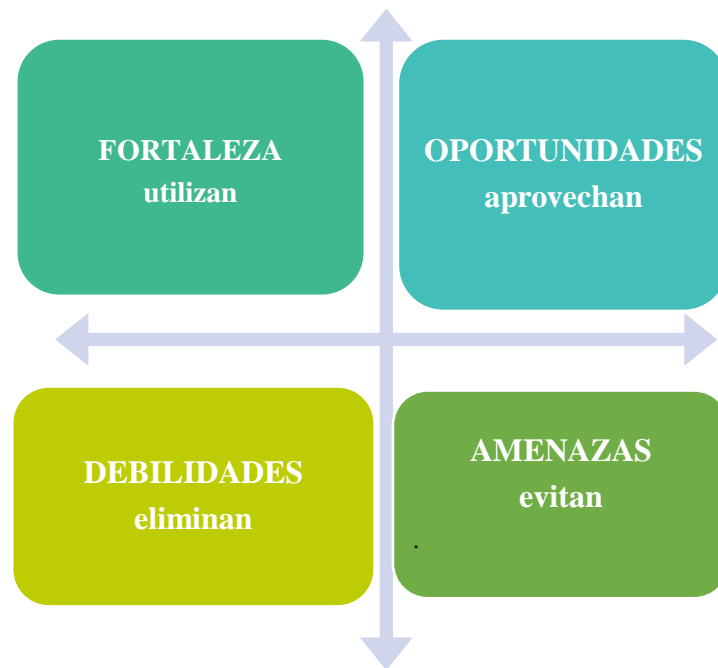 FORTALEZA
utilizan
OPORTUNIDADES
aprovechan
DEBILIDADES
eliminan
AMENAZAS
evitan
.